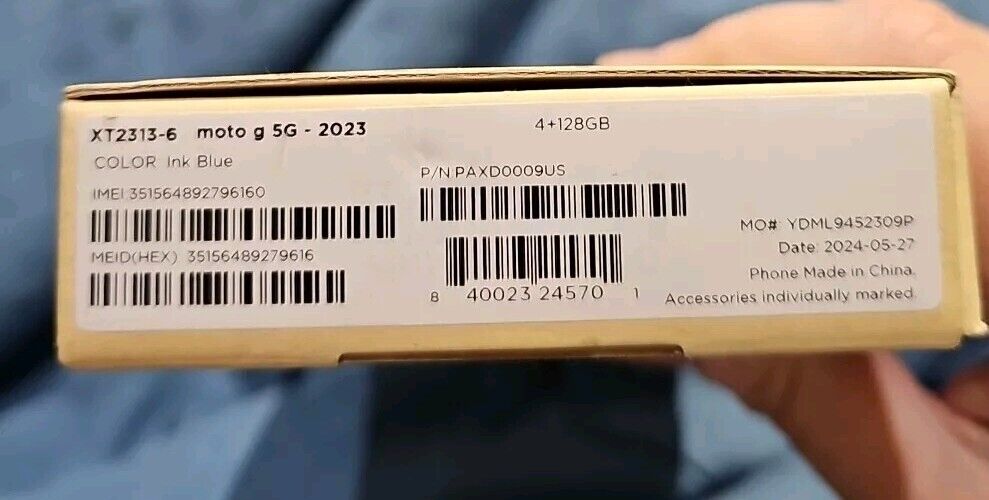 XT2313-6 moto g 5G - 2023
4+128GB
COLOR Ink Blue
P/N PAXD0009US
IMEI 351564892796160
MEID(HEX) 35156489279616
8 40023 24570 1
MO#: YDML9452309P
Date: 2024-05-27
Phone Made in China.
Accessories individually marked.